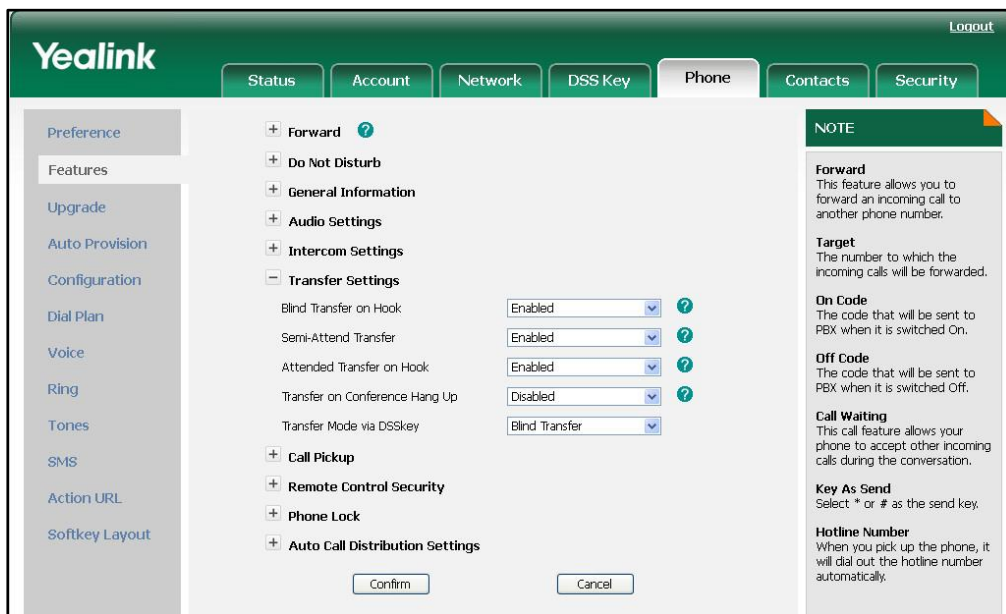 Logout
Yealink
Status Account Network DSS Key Phone Contacts Security
Preference
Features
Upgrade
Auto Provision
Configuration
Dial Plan
Voice
Ring
Tones
SMS
Action URL
Softkey Layout
+ Forward ?
+ Do Not Disturb
+ General Information
+ Audio Settings
+ Intercom Settings
− Transfer Settings
Blind Transfer on Hook Enabled ?
Semi-Attend Transfer Enabled ?
Attended Transfer on Hook Enabled ?
Transfer on Conference Hang Up Disabled ?
Transfer Mode via DSSkey Blind Transfer
+ Call Pickup
+ Remote Control Security
+ Phone Lock
+ Auto Call Distribution Settings
Confirm Cancel
NOTE
Forward
This feature allows you to
forward an incoming call to
another phone number.
Target
The number to which the
incoming calls will be forwarded.
On Code
The code that will be sent to
PBX when it is switched On.
Off Code
The code that will be sent to
PBX when it is switched Off.
Call Waiting
This call feature allows your
phone to accept other incoming
calls during the conversation.
Key As Send
Select * or # as the send key.
Hotline Number
When you pick up the phone, it
will dial out the hotline number
automatically.